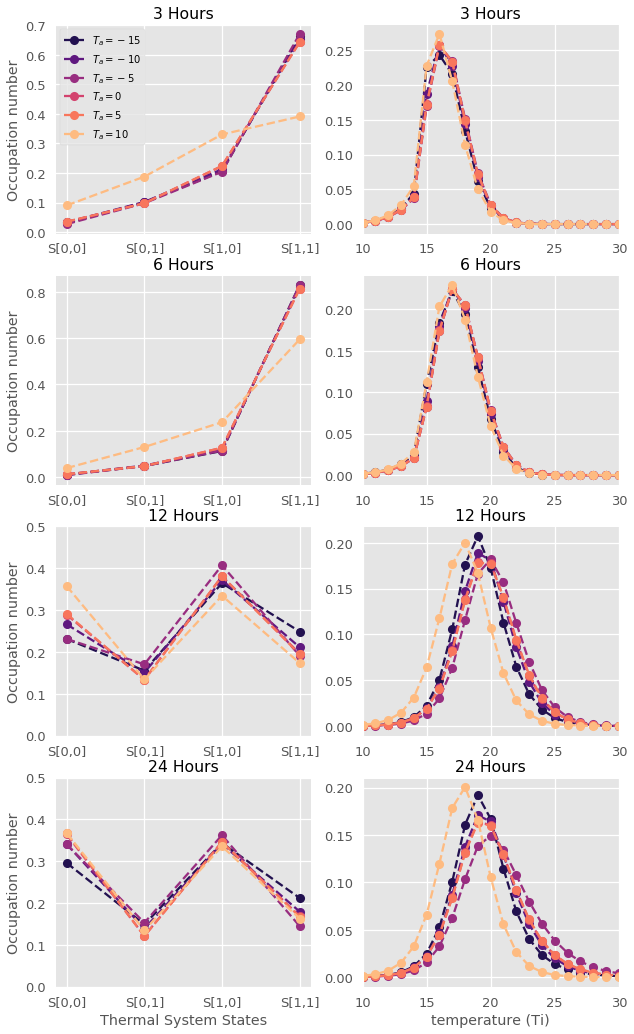 3 Hours
Occupation number
0.7
0.6
0.5
0.4
0.3
0.2
0.1
0.0
T_a = −15
T_a = −10
T_a = −5
T_a = 0
T_a = 5
T_a = 10
S[0,0] S[0,1] S[1,0] S[1,1]
3 Hours
0.25
0.20
0.15
0.10
0.05
0.00
10 15 20 25 30
6 Hours
Occupation number
0.8
0.6
0.4
0.2
0.0
S[0,0] S[0,1] S[1,0] S[1,1]
6 Hours
0.20
0.15
0.10
0.05
0.00
10 15 20 25 30
12 Hours
Occupation number
0.5
0.4
0.3
0.2
0.1
0.0
S[0,0] S[0,1] S[1,0] S[1,1]
12 Hours
0.20
0.15
0.10
0.05
0.00
10 15 20 25 30
24 Hours
Occupation number
0.5
0.4
0.3
0.2
0.1
0.0
S[0,0] S[0,1] S[1,0] S[1,1]
Thermal System States
24 Hours
0.20
0.15
0.10
0.05
0.00
10 15 20 25 30
temperature (Ti)